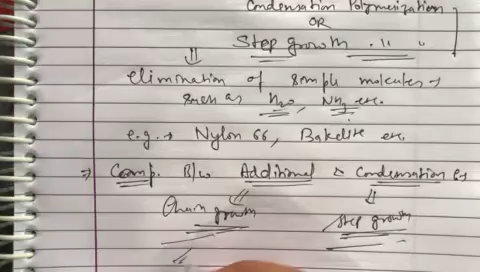 Condensation Polymerization
OR
Step growth . " "
⇓
elimination of simple molecules
such as H₂O, NH₃ etc.
e.g. → Nylon 66, Bakelite etc.
⇒ Comp. B/w Additional & Condensation
Chain growth Step growth